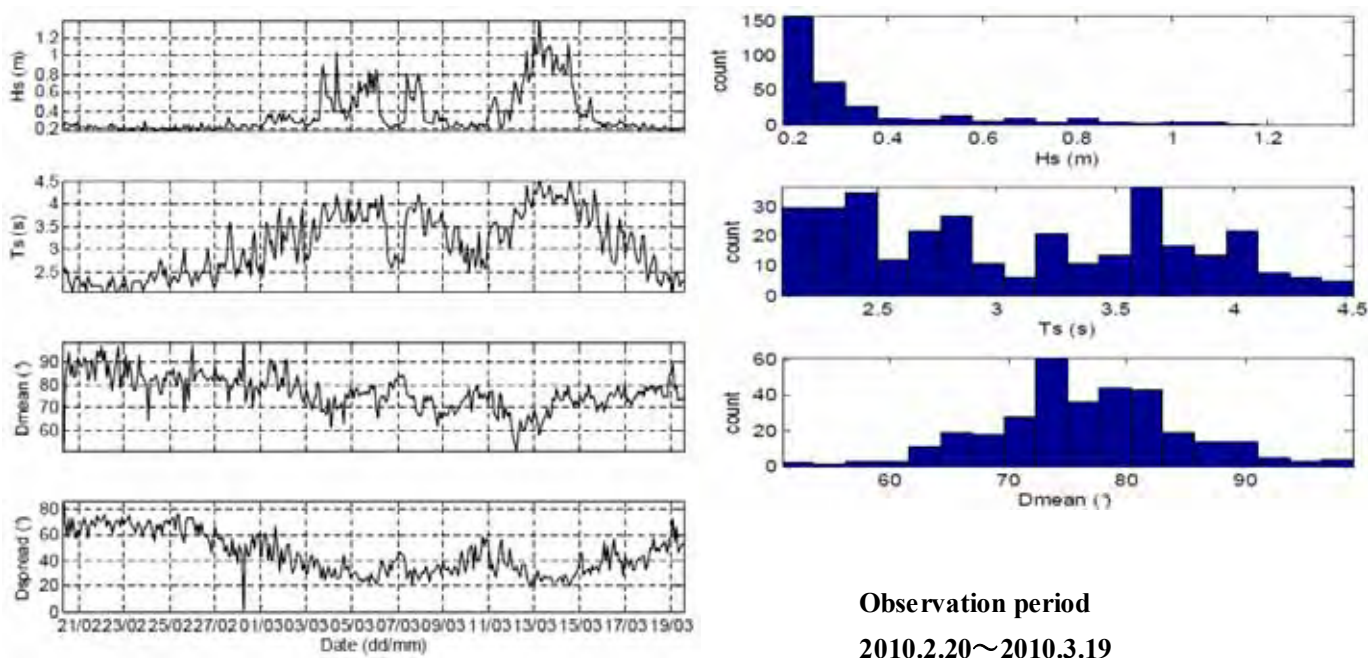 1.2
1
0.8
0.6
0.4
0.2
Hs (m)
4.5
4
3.5
3
2.5
Ts (s)
90
80
70
60
Dmean (°)
80
60
40
20
0
Dspread (°)
21/02 23/02 25/02 27/02 01/03 03/03 05/03 07/03 09/03 11/03 13/03 15/03 17/03 19/03
Date (dd/mm)
150
100
50
0
count
0.2 0.4 0.6 0.8 1 1.2
Hs (m)
30
20
10
0
count
2.5 3 3.5 4 4.5
Ts (s)
60
40
20
0
count
60 70 80 90
Dmean (°)
Observation period
2010.2.20～2010.3.19